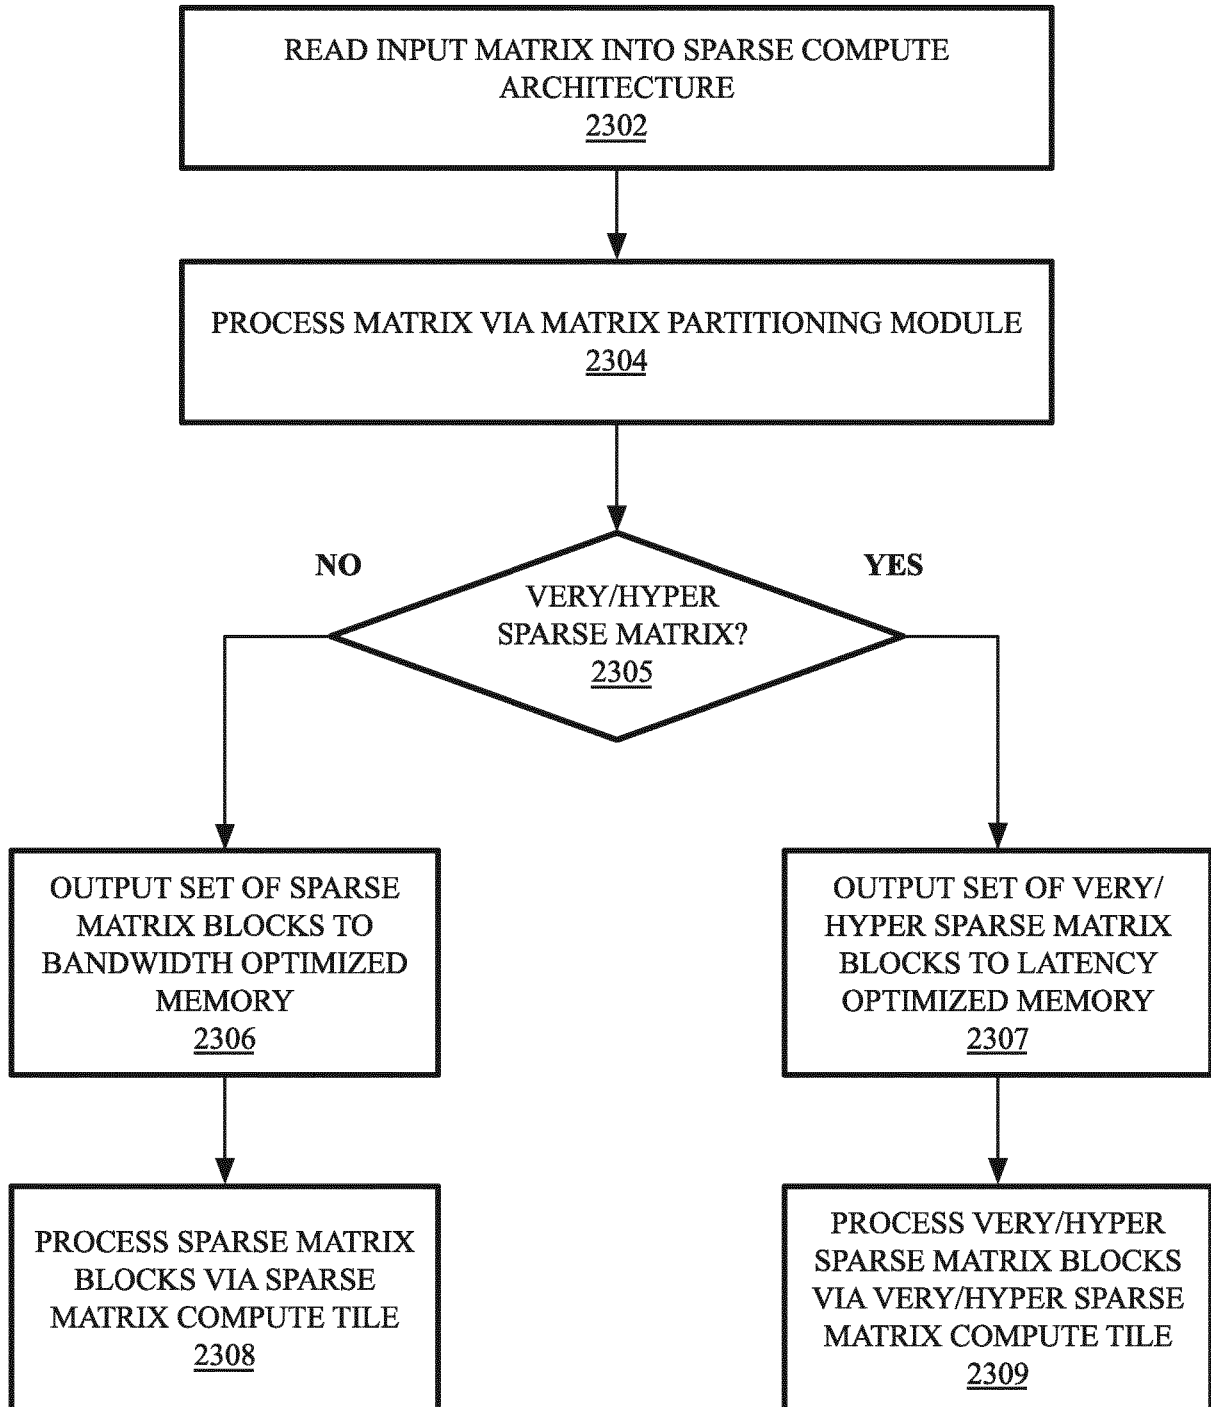 READ INPUT MATRIX INTO SPARSE COMPUTE
ARCHITECTURE
2302
PROCESS MATRIX VIA MATRIX PARTITIONING MODULE
2304
NO
YES
VERY/HYPER
SPARSE MATRIX?
2305
OUTPUT SET OF SPARSE
MATRIX BLOCKS TO
BANDWIDTH OPTIMIZED
MEMORY
2306
OUTPUT SET OF VERY/
HYPER SPARSE MATRIX
BLOCKS TO LATENCY
OPTIMIZED MEMORY
2307
PROCESS SPARSE MATRIX
BLOCKS VIA SPARSE
MATRIX COMPUTE TILE
2308
PROCESS VERY/HYPER
SPARSE MATRIX BLOCKS
VIA VERY/HYPER SPARSE
MATRIX COMPUTE TILE
2309